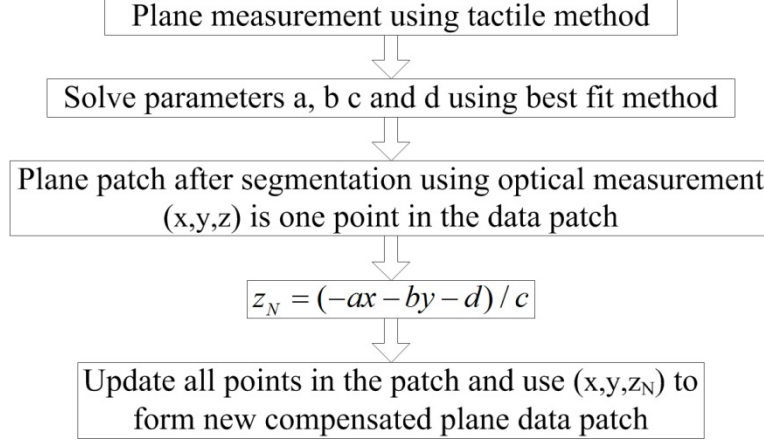 Plane measurement using tactile method
Solve parameters a, b c and d using best fit method
Plane patch after segmentation using optical measurement
(x,y,z) is one point in the data patch
z_N = (-ax - by - d) / c
Update all points in the patch and use (x,y,z_N) to
form new compensated plane data patch